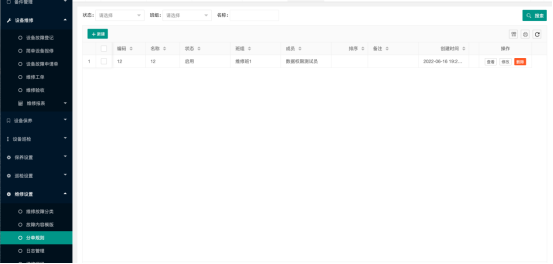 备件管理
设备维修
设备故障登记
简单设备报修
设备故障申请单
维修工单
维修验收
维修报表
设备保养
设备巡检
保养设置
巡检设置
维修设置
报修故障分类
故障内容模版
分单规则
日志管理
状态： 请选择 班组： 请选择 名称： 搜索
+ 新建
编码 名称 状态 班组 成员 排序 备注 创建时间 操作
1 12 12 启用 维修班1 数据权限测试员 2022-06-16 19:2... 查看 修改 删除